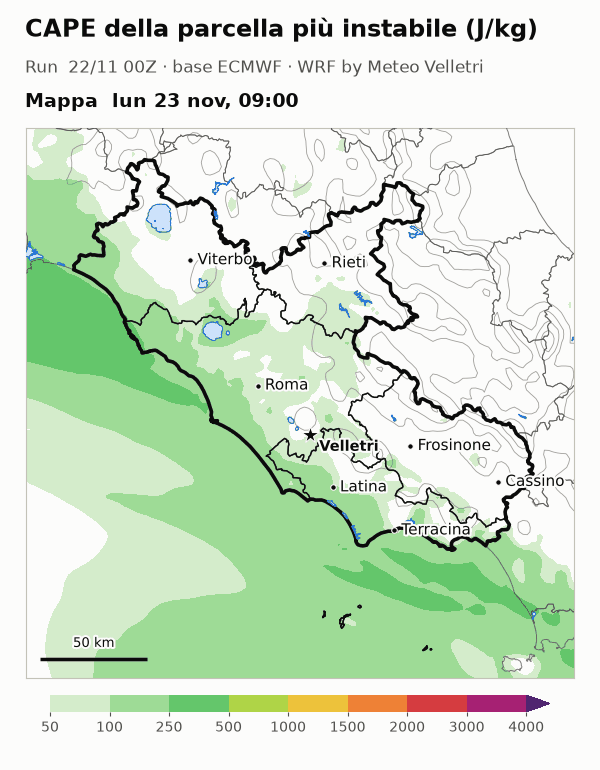 CAPE della parcella più instabile (J/kg)
Run 22/11 00Z · base ECMWF · WRF by Meteo Velletri
Mappa lun 23 nov, 09:00
Viterbo
Rieti
Roma
Velletri
Frosinone
Latina
Cassino
Terracina
50 km
50 100 250 500 1000 1500 2000 3000 4000